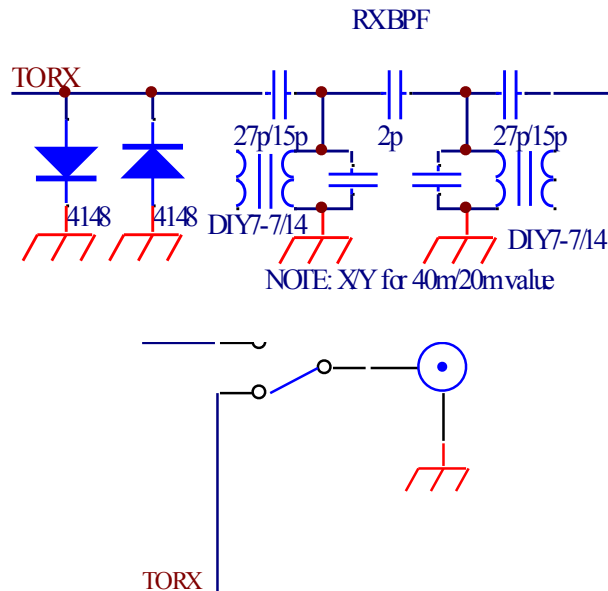 RXBPF
TORX
27p/15p 2p 27p/15p
4148 4148 DIY7-7/14 DIY7-7/14
NOTE: X/Y for 40m/20m value
TORX